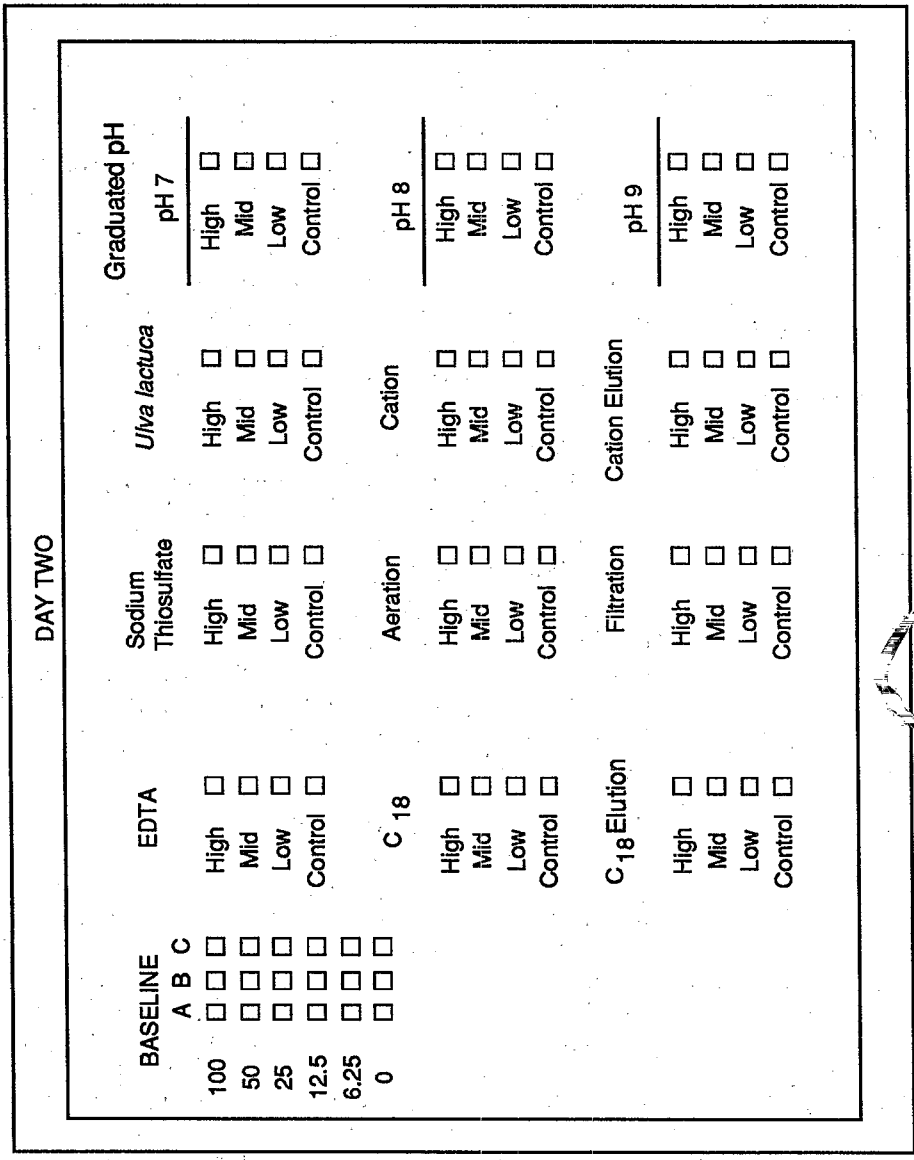 DAY TWO
BASELINE
A B C
100 □ □ □
50 □ □ □
25 □ □ □
12.5 □ □ □
6.25 □ □ □
0 □ □ □
EDTA
High □
Mid □
Low □
Control □
Sodium
Thiosulfate
High □
Mid □
Low □
Control □
Ulva lactuca
High □
Mid □
Low □
Control □
Graduated pH
pH 7
High □
Mid □
Low □
Control □
C 18
High □
Mid □
Low □
Control □
Aeration
High □
Mid □
Low □
Control □
Cation
High □
Mid □
Low □
Control □
pH 8
High □
Mid □
Low □
Control □
C18 Elution
High □
Mid □
Low □
Control □
Filtration
High □
Mid □
Low □
Control □
Cation Elution
High □
Mid □
Low □
Control □
pH 9
High □
Mid □
Low □
Control □